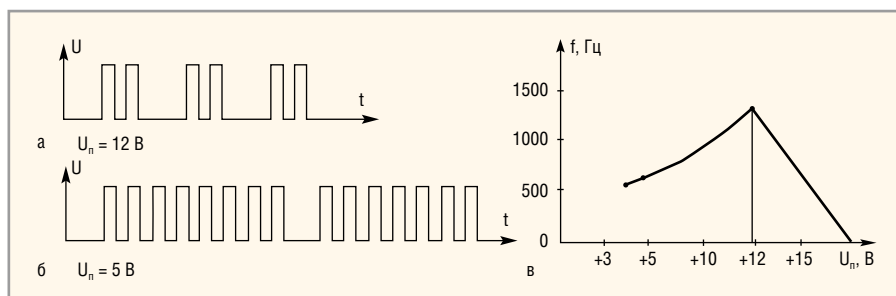 U
t
а Uп = 12 В
U
t
б Uп = 5 В
f, Гц
1500
1000
500
0
+3 +5 +10 +12 +15 Uп, В
в